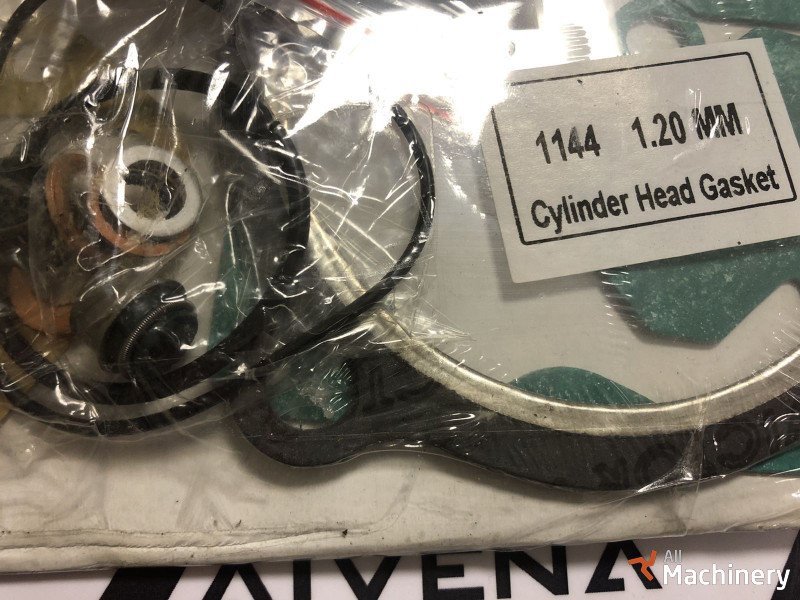 1144 1.20 MM
Cylinder Head Gasket
AIVENA
All
Machinery